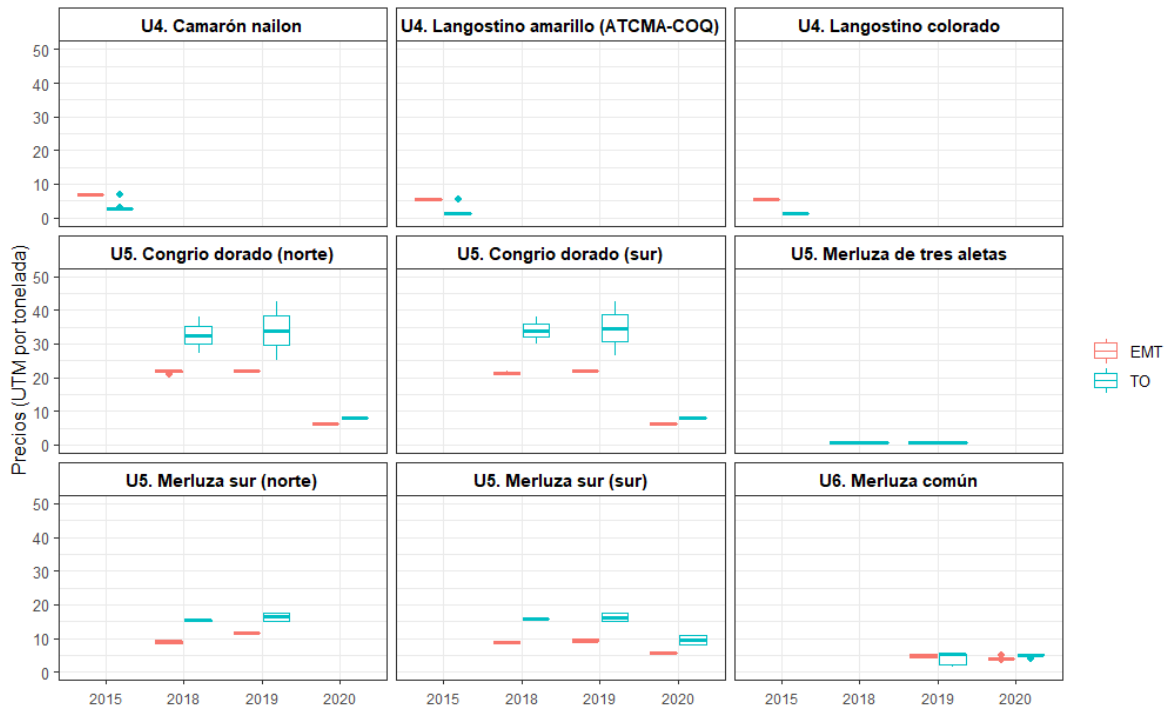 U4. Camarón nailon
U4. Langostino amarillo (ATCMA-COQ)
U4. Langostino colorado
50
40
30
20
10
0
U5. Congrio dorado (norte)
U5. Congrio dorado (sur)
U5. Merluza de tres aletas
50
40
30
20
10
0
Precios (UTM por tonelada)
EMT
TO
U5. Merluza sur (norte)
U5. Merluza sur (sur)
U6. Merluza común
50
40
30
20
10
0
2015 2018 2019 2020
2015 2018 2019 2020
2015 2018 2019 2020